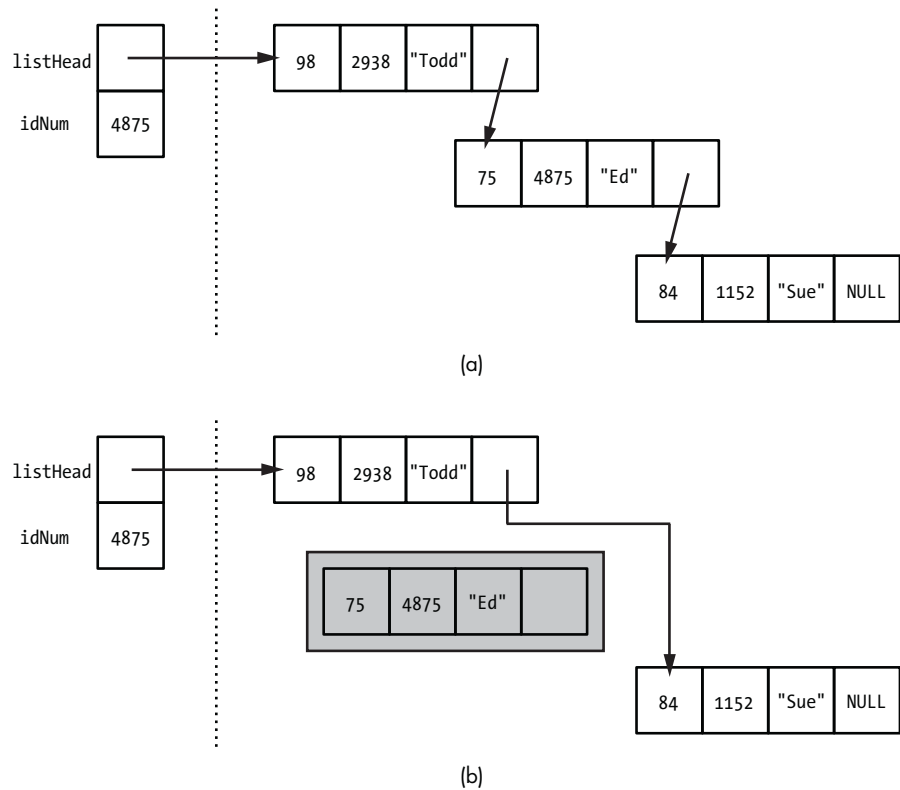 listHead 98 2938 "Todd"
idNum 4875
75 4875 "Ed"
84 1152 "Sue" NULL
(a)
listHead 98 2938 "Todd"
idNum 4875
75 4875 "Ed"
84 1152 "Sue" NULL
(b)